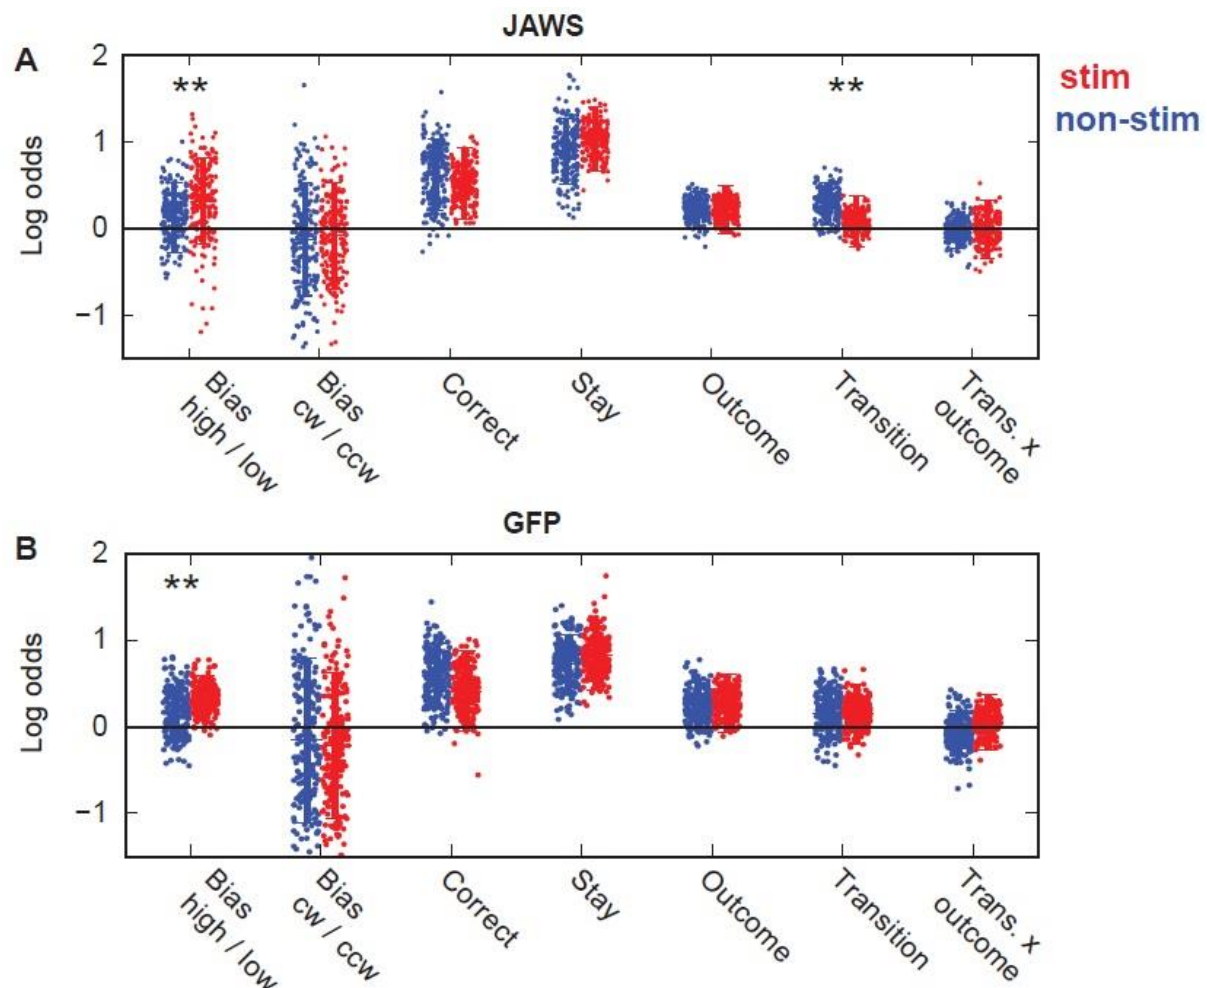 JAWS
A
2
1
0
−1
Log odds
**
**
stim
non-stim
Bias
high / low
Bias
cw / ccw
Correct
Stay
Outcome
Transition
Trans. x
outcome
GFP
B
2
1
0
−1
Log odds
**
Bias
high / low
Bias
cw / ccw
Correct
Stay
Outcome
Transition
Trans. x
outcome